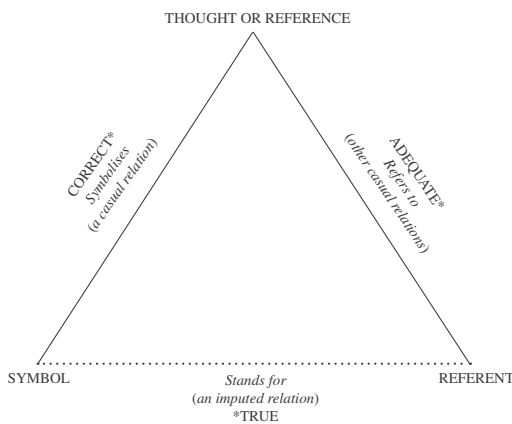 THOUGHT OR REFERENCE
CORRECT*
Symbolises
(a casual relation)
ADEQUATE*
Refers to
(other casual relations)
SYMBOL
Stands for
(an imputed relation)
*TRUE
REFERENT